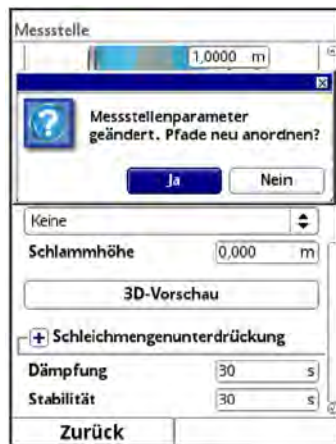 Messstelle
1,0000 m
Messstellenparameter
geändert. Pfade neu anordnen?
Ja Nein
Keine
Schlammhöhe 0,000 m
3D-Vorschau
+ Schleichmengenunterdrückung
Dämpfung 30 s
Stabilität 30 s
Zurück